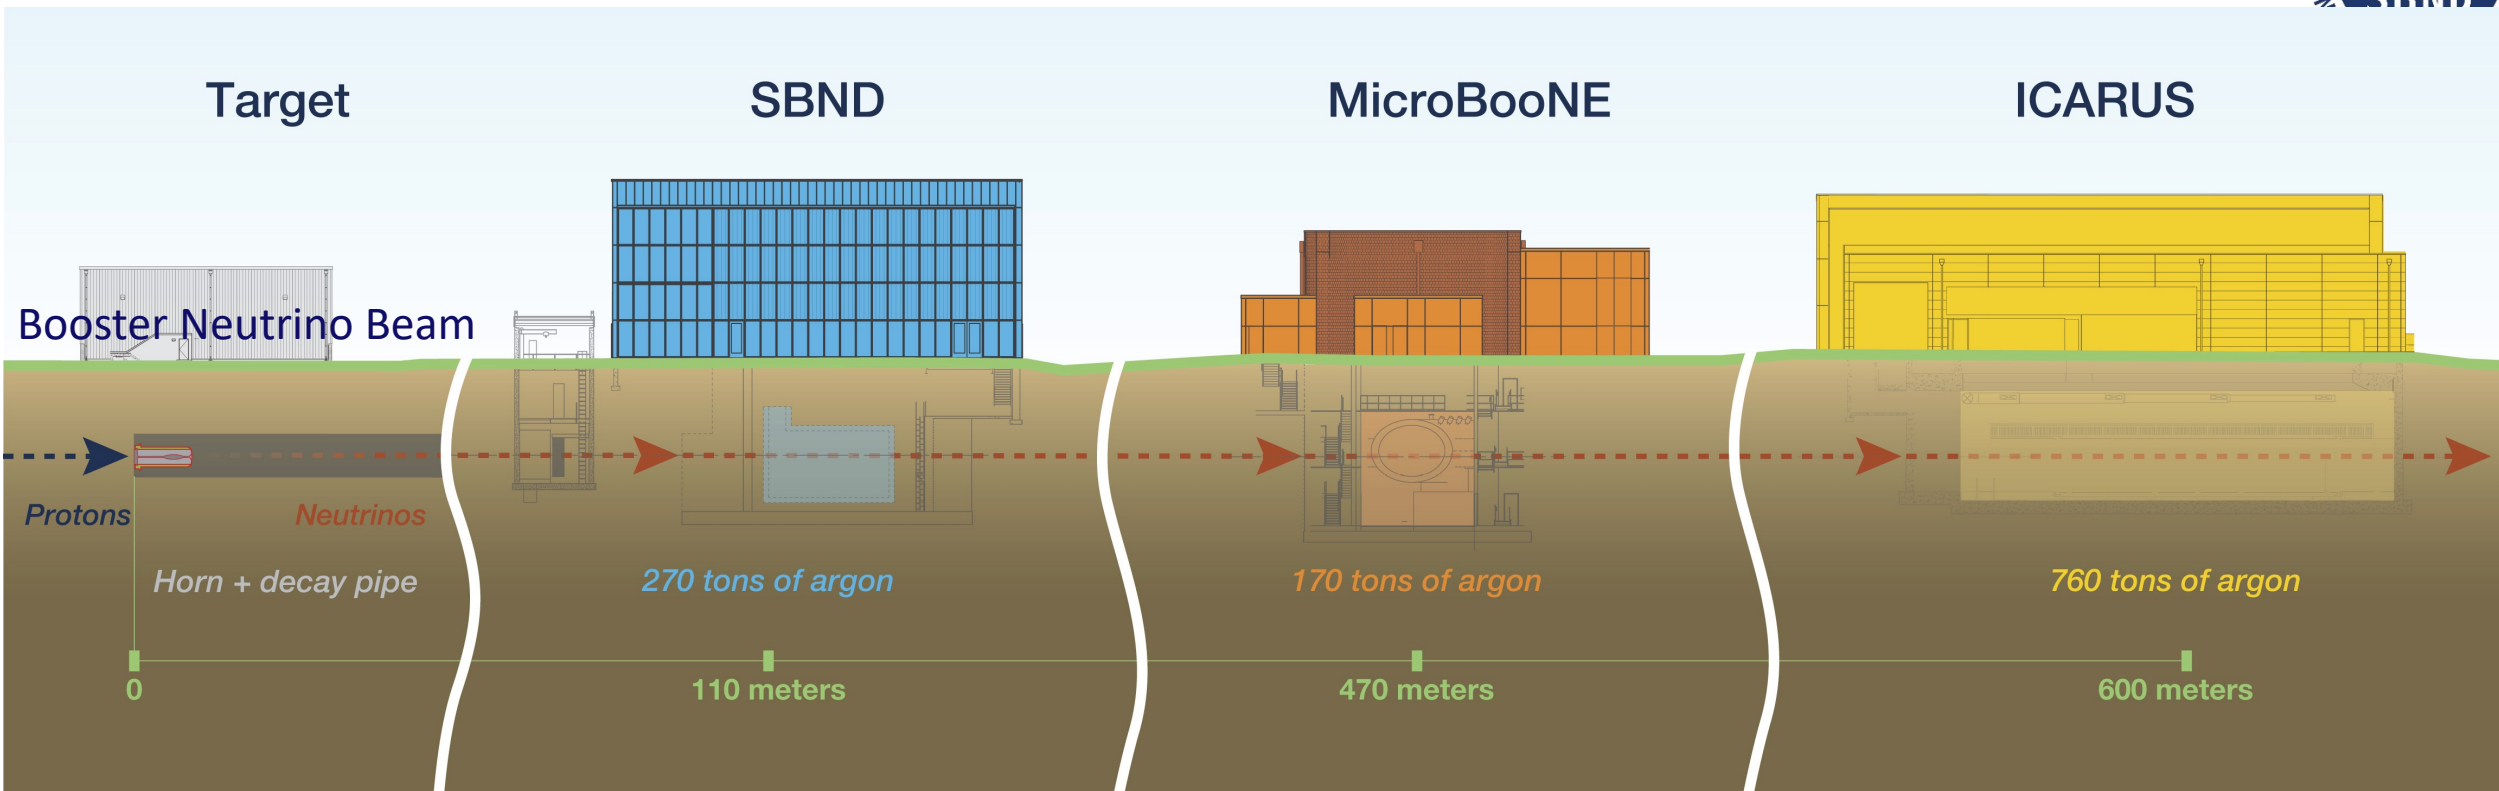 Target
SBND
MicroBooNE
ICARUS
Booster Neutrino Beam
Protons
Neutrinos
Horn + decay pipe
270 tons of argon
170 tons of argon
760 tons of argon
0
110 meters
470 meters
600 meters